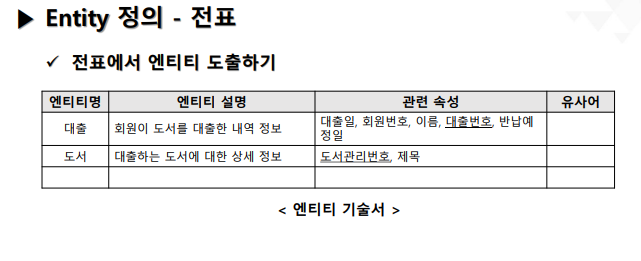 ▶ Entity 정의 - 전표
✓ 전표에서 엔티티 도출하기
엔티티명 엔티티 설명 관련 속성 유사어
대출 회원이 도서를 대출한 내역 정보 대출일, 회원번호, 이름, 대출번호, 반납예
정일
도서 대출하는 도서에 대한 상세 정보 도서관리번호, 제목
< 엔티티 기술서 >